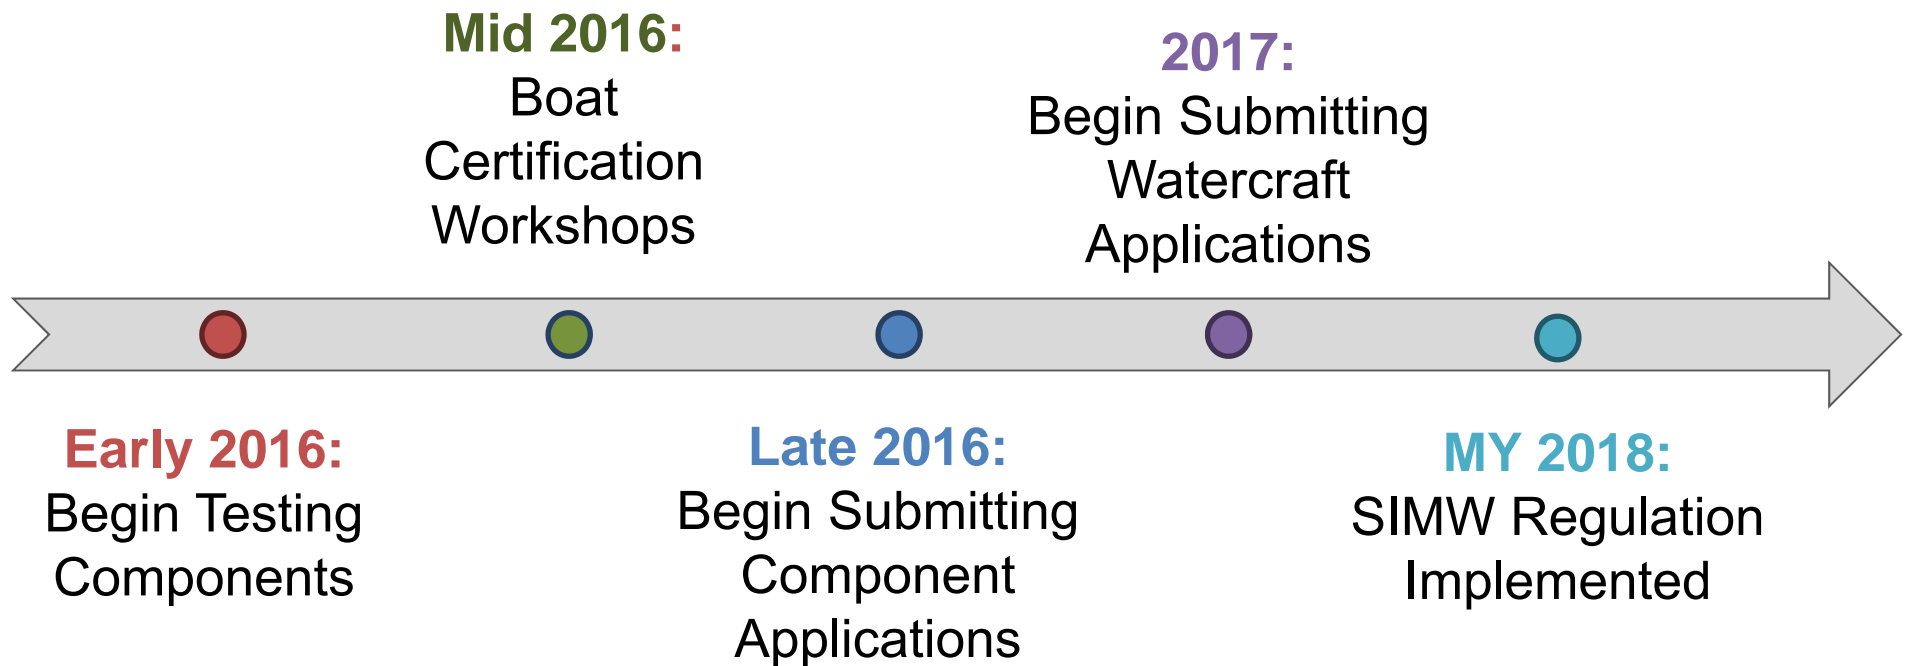 Early 2016:
Begin Testing
Components
Mid 2016:
Boat
Certification
Workshops
Late 2016:
Begin Submitting
Component
Applications
2017:
Begin Submitting
Watercraft
Applications
MY 2018:
SIMW Regulation
Implemented